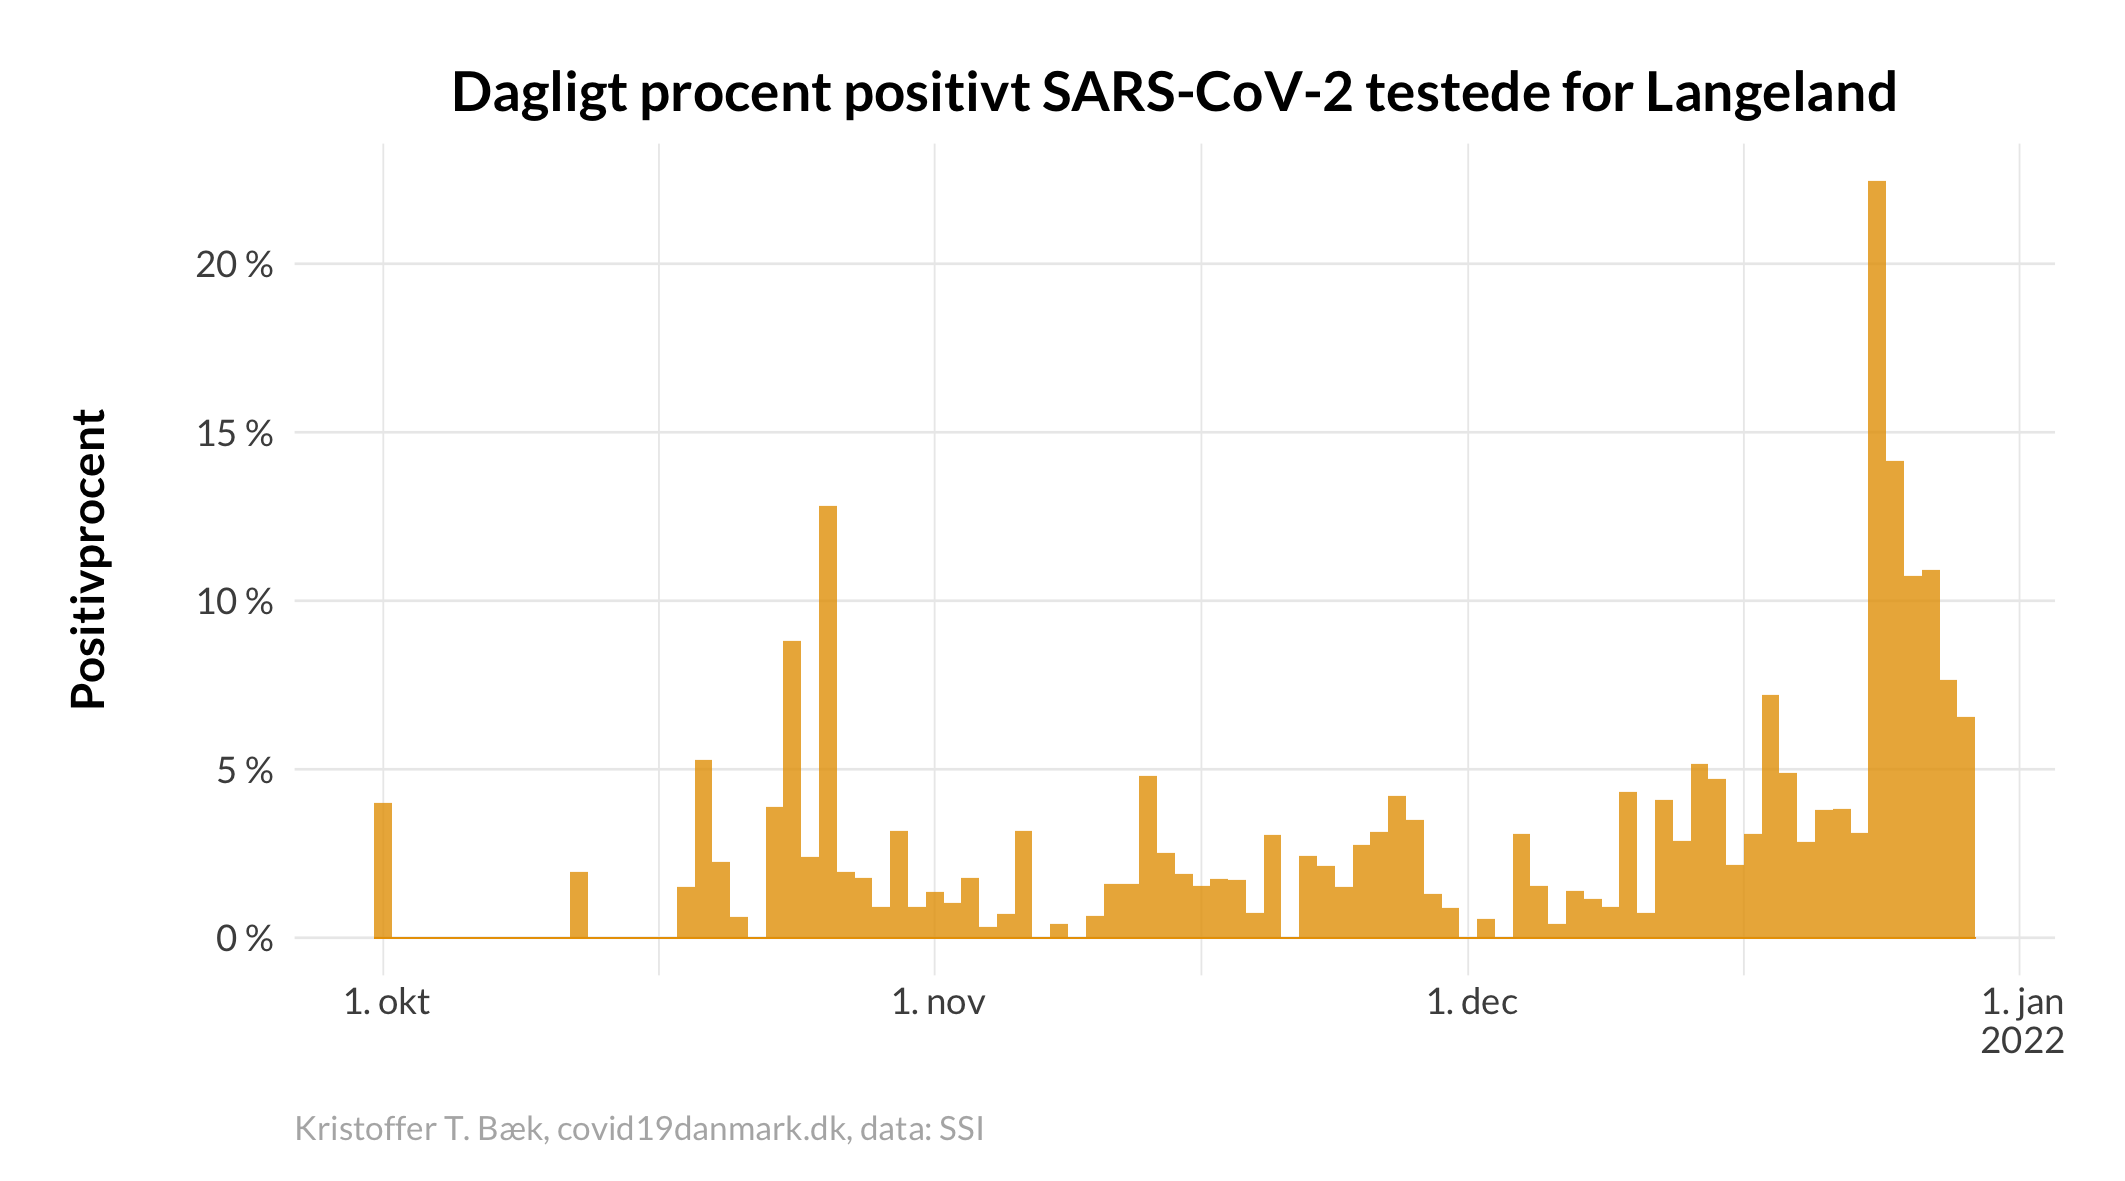 Dagligt procent positivt SARS-CoV-2 testede for Langeland
Positivprocent
20 %
15 %
10 %
5 %
0 %
1. okt
1. nov
1. dec
1. jan
2022
Kristoffer T. Bæk, covid19danmark.dk, data: SSI